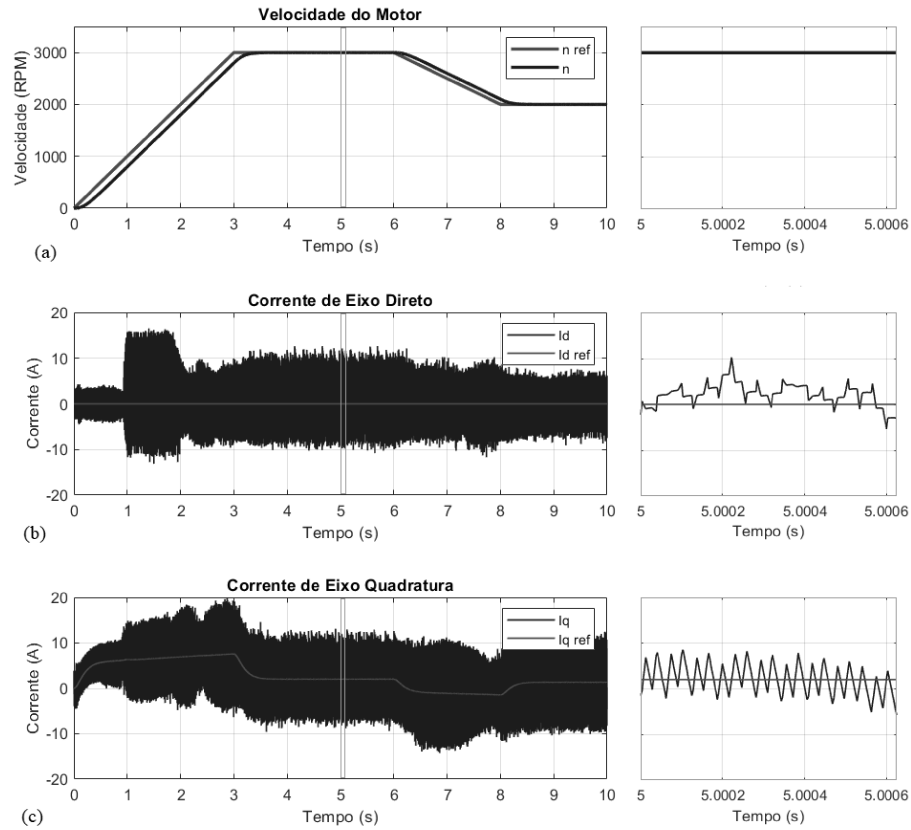 Velocidade do Motor
Velocidade (RPM)
3000
2000
1000
0
n ref
n
0 1 2 3 4 5 6 7 8 9 10
Tempo (s)
5 5.0002 5.0004 5.0006
Tempo (s)
(a)
Corrente de Eixo Direto
Corrente (A)
20
10
0
-10
-20
Id
Id ref
0 1 2 3 4 5 6 7 8 9 10
Tempo (s)
5 5.0002 5.0004 5.0006
Tempo (s)
(b)
Corrente de Eixo Quadratura
Corrente (A)
20
10
0
-10
-20
Iq
Iq ref
0 1 2 3 4 5 6 7 8 9 10
Tempo (s)
5 5.0002 5.0004 5.0006
Tempo (s)
(c)